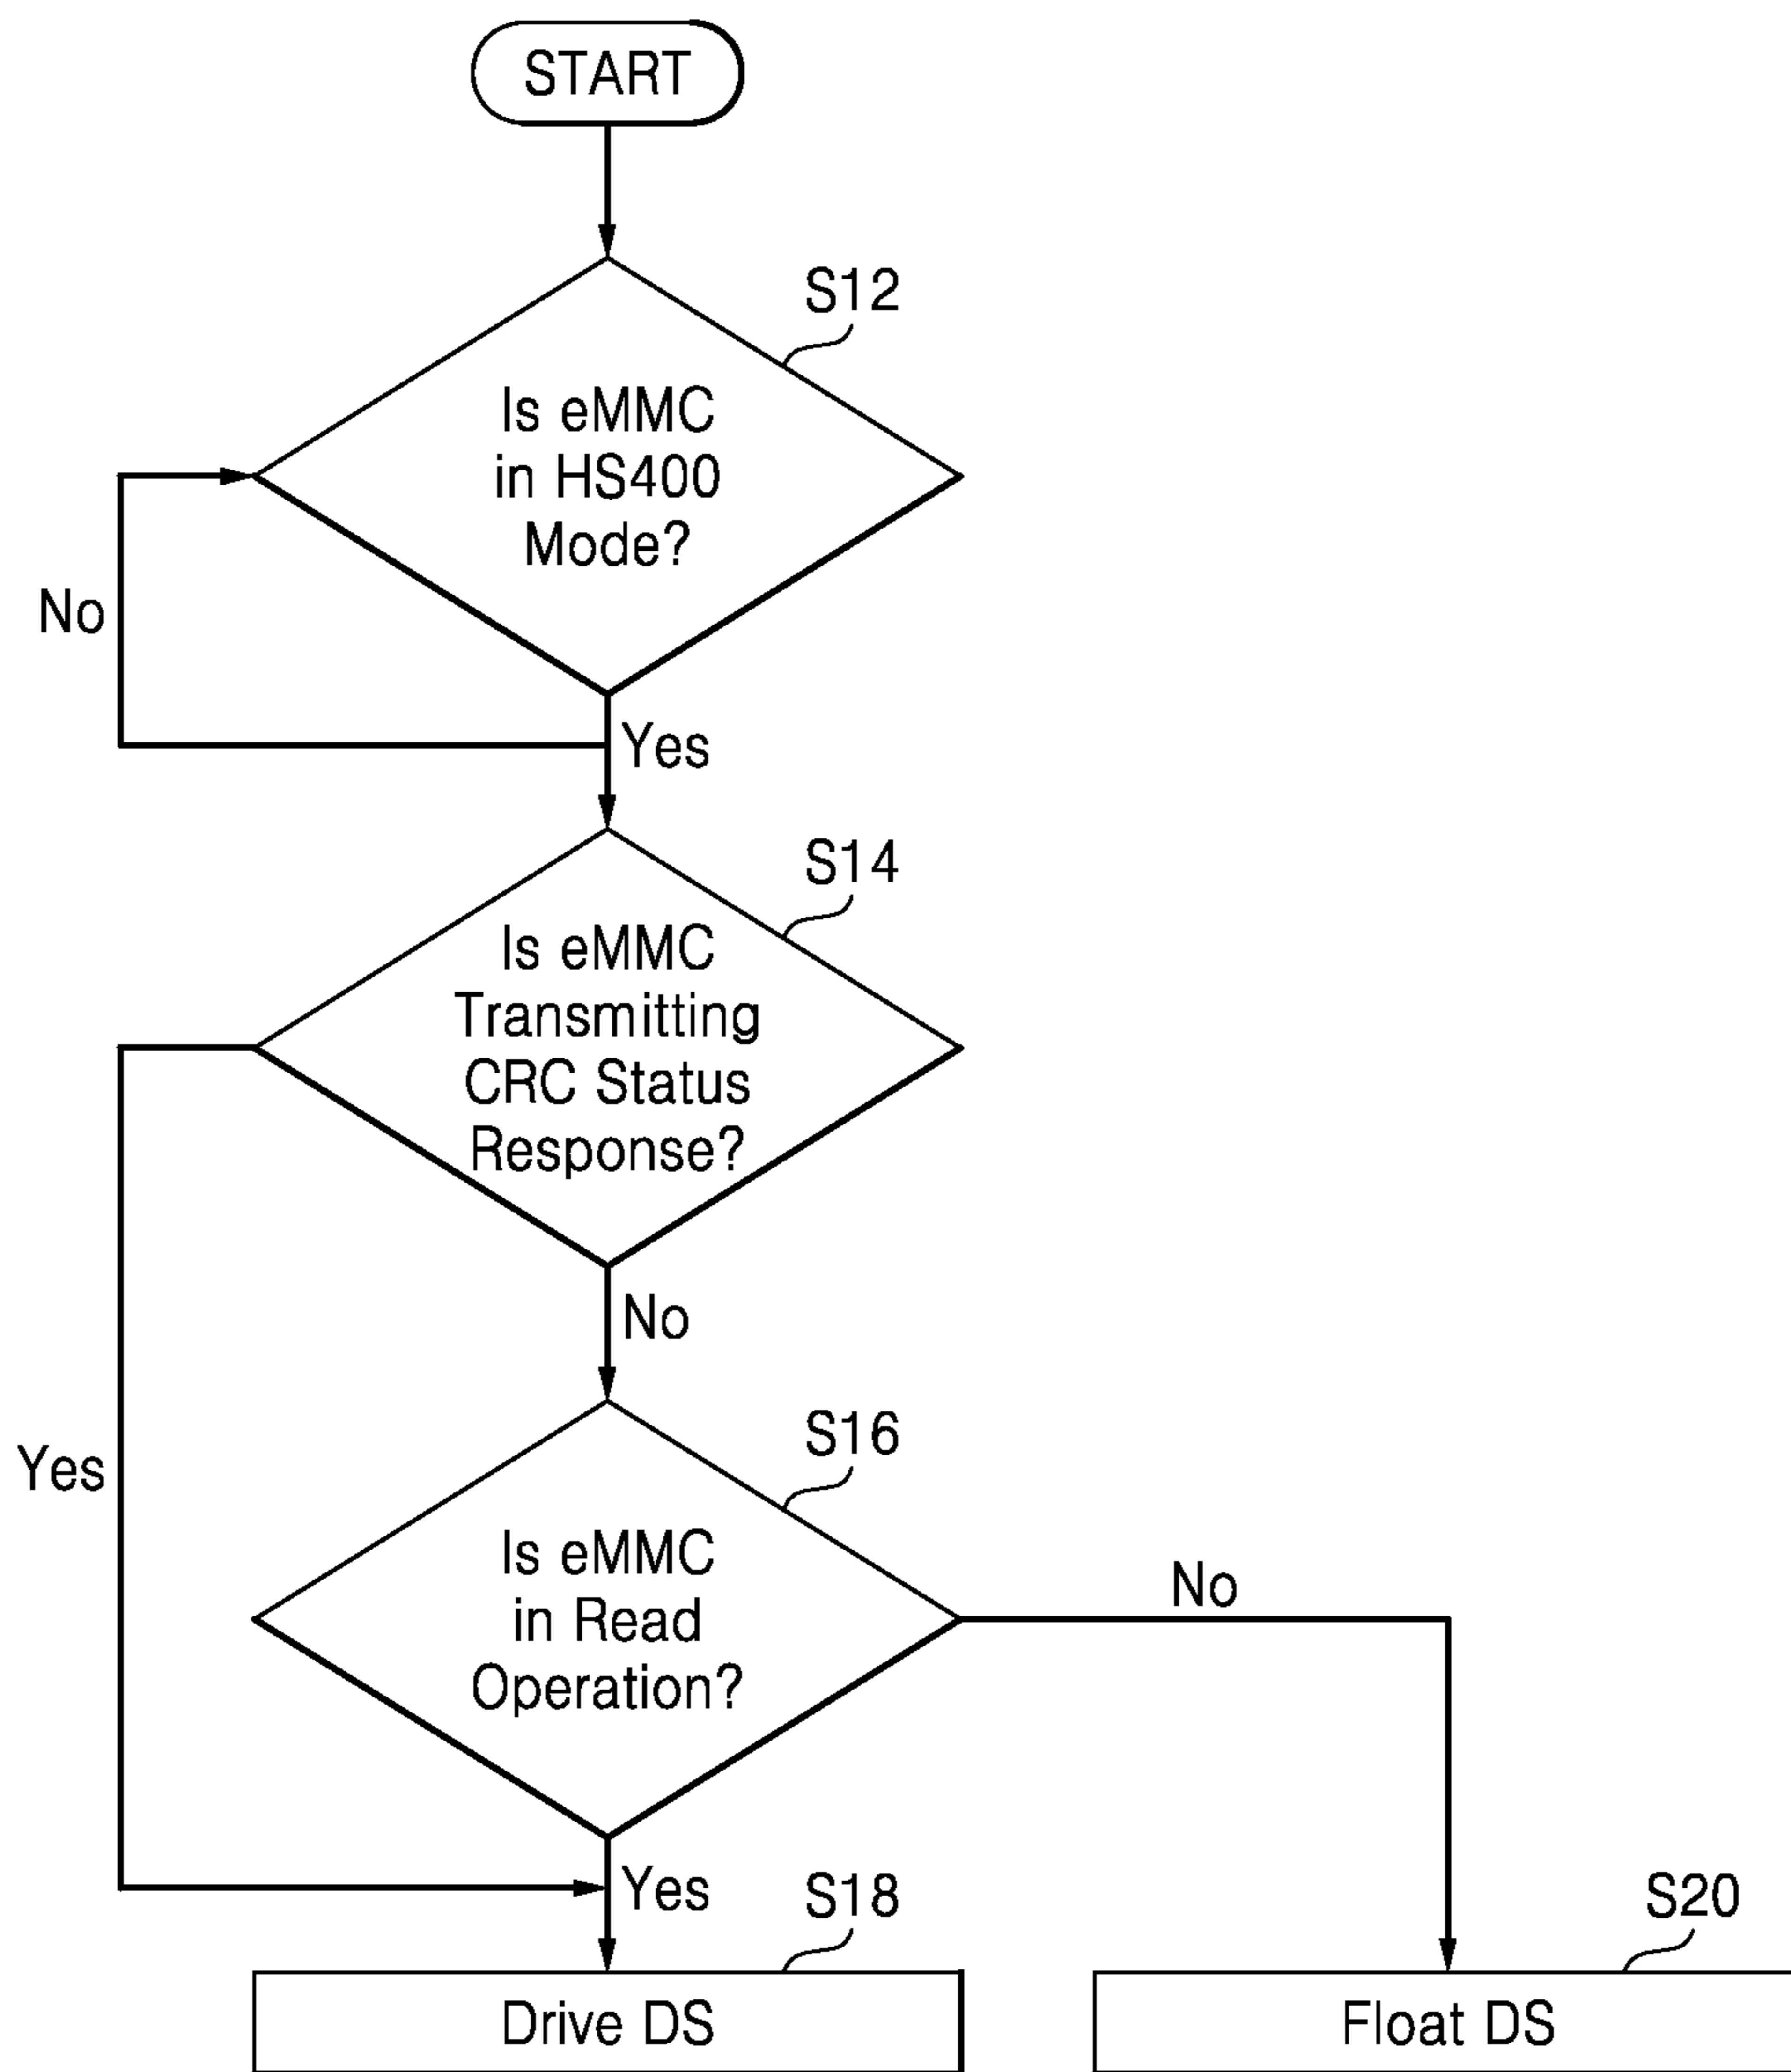 START
S12
Is eMMC
in HS400
Mode?
No
Yes
S14
Is eMMC
Transmitting
CRC Status
Response?
No
S16
Yes
Is eMMC
in Read
Operation?
No
Yes
S18
S20
Drive DS
Float DS